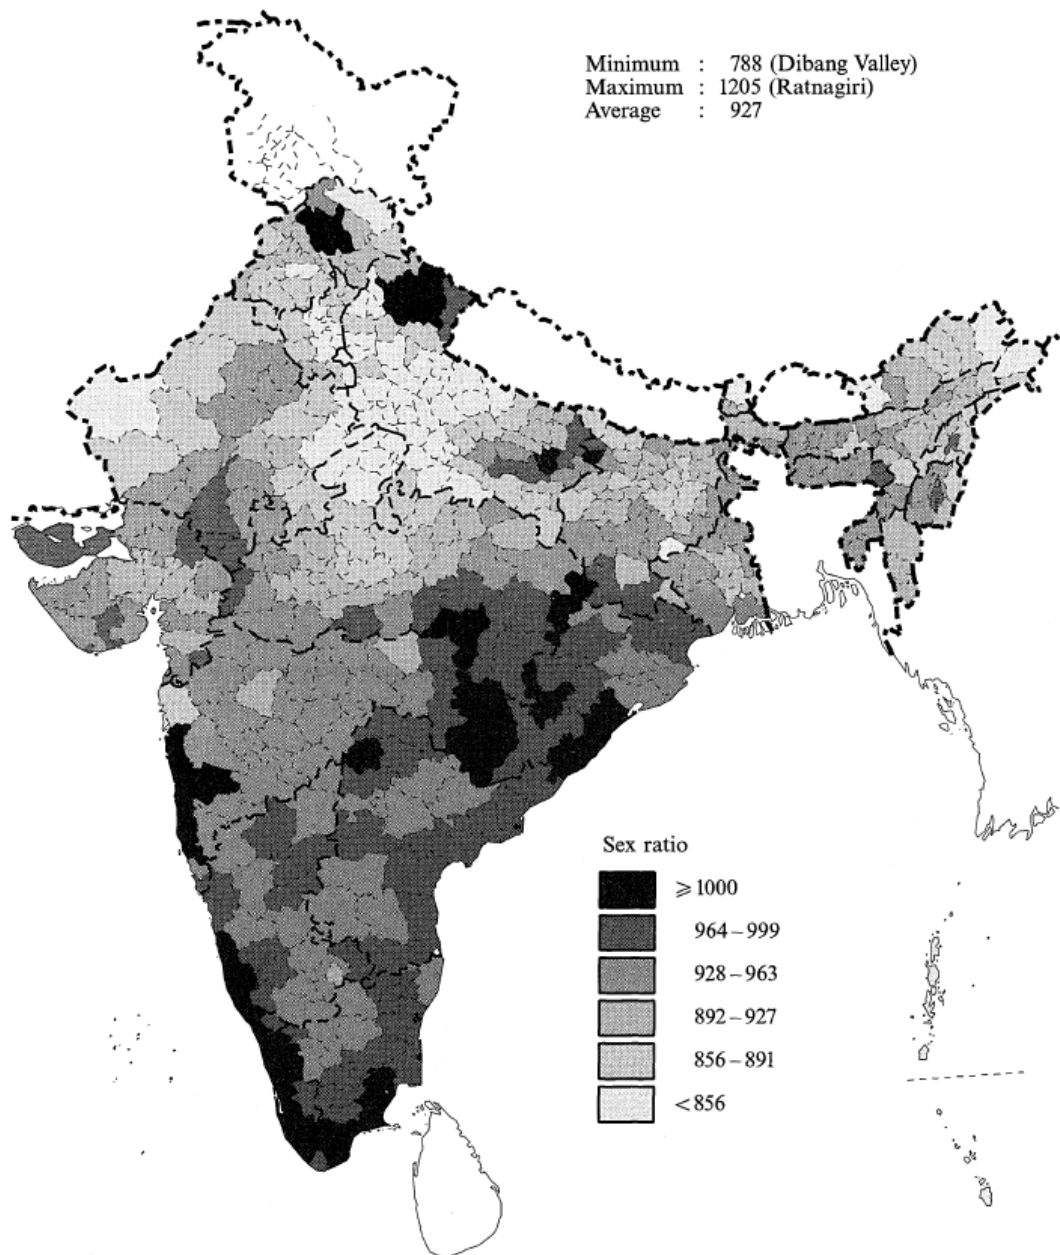 Minimum : 788 (Dibang Valley)
Maximum : 1205 (Ratnagiri)
Average : 927
Sex ratio
⩾1000
964–999
928–963
892–927
856–891
<856